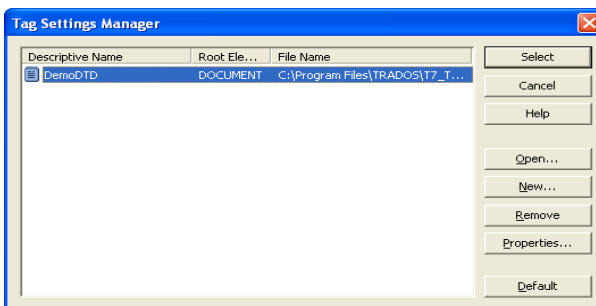 Tag Settings Manager
Descriptive Name Root Ele... File Name
DemoDTD DOCUMENT C:\Program Files\TRADOS\T7_T...
Select
Cancel
Help
Open...
New...
Remove
Properties...
Default